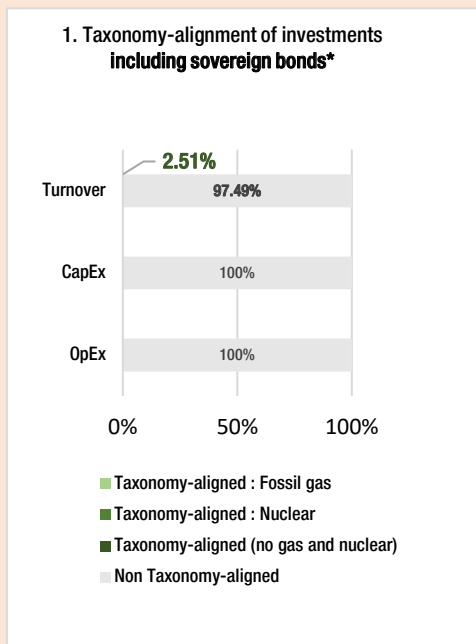 1. Taxonomy-alignment of investments
including sovereign bonds*
2.51%
Turnover
97.49%
CapEx
100%
OpEx
100%
0%
50%
100%
Taxonomy-aligned : Fossil gas
Taxonomy-aligned : Nuclear
Taxonomy-aligned (no gas and nuclear)
Non Taxonomy-aligned